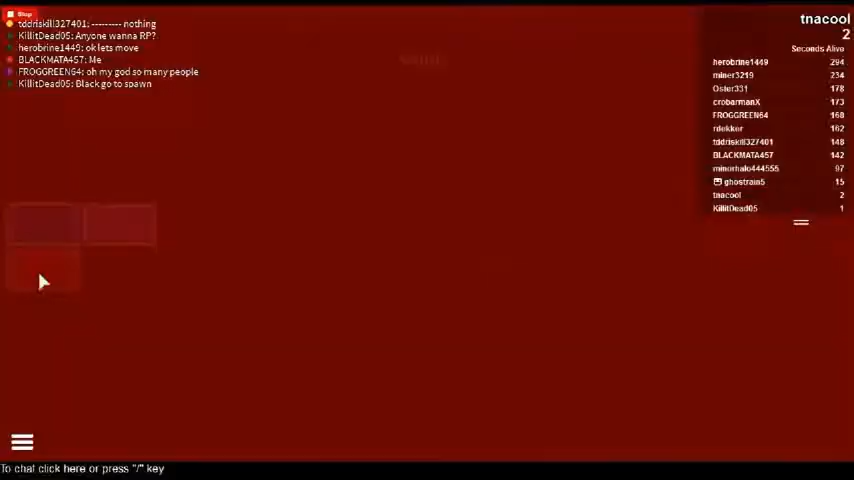 Stop
tddriskill327401: --------- nothing
KillitDead05: Anyone wanna RP?
herobrine1449: ok lets move
BLACKMATA457: Me
FROGGREEN64: oh my god so many people
KillitDead05: Black go to spawn
tnacool
2
Seconds Alive
herobrine1449 294
miner3219 234
Oster331 178
crobarmanX 173
FROGGREEN64 168
rdekker 162
tddriskill327401 148
BLACKMATA457 142
minorhalo444555 97
ghostrain5 15
tnacool 2
KillitDead05 1
To chat click here or press "/" key